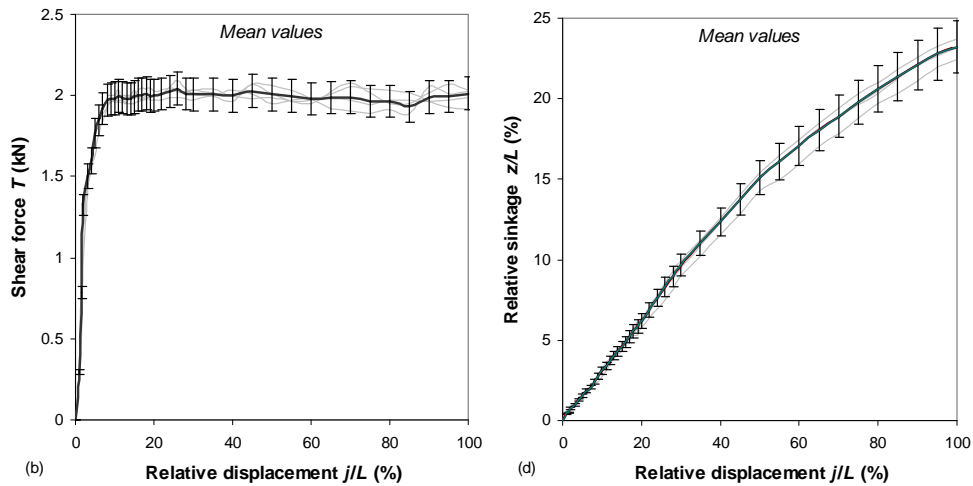 Mean values
Shear force T (kN)
2.5
2
1.5
1
0.5
0
0 20 40 60 80 100
Relative displacement j/L (%)
(b)
Mean values
Relative sinkage z/L (%)
25
20
15
10
5
0
0 20 40 60 80 100
Relative displacement j/L (%)
(d)